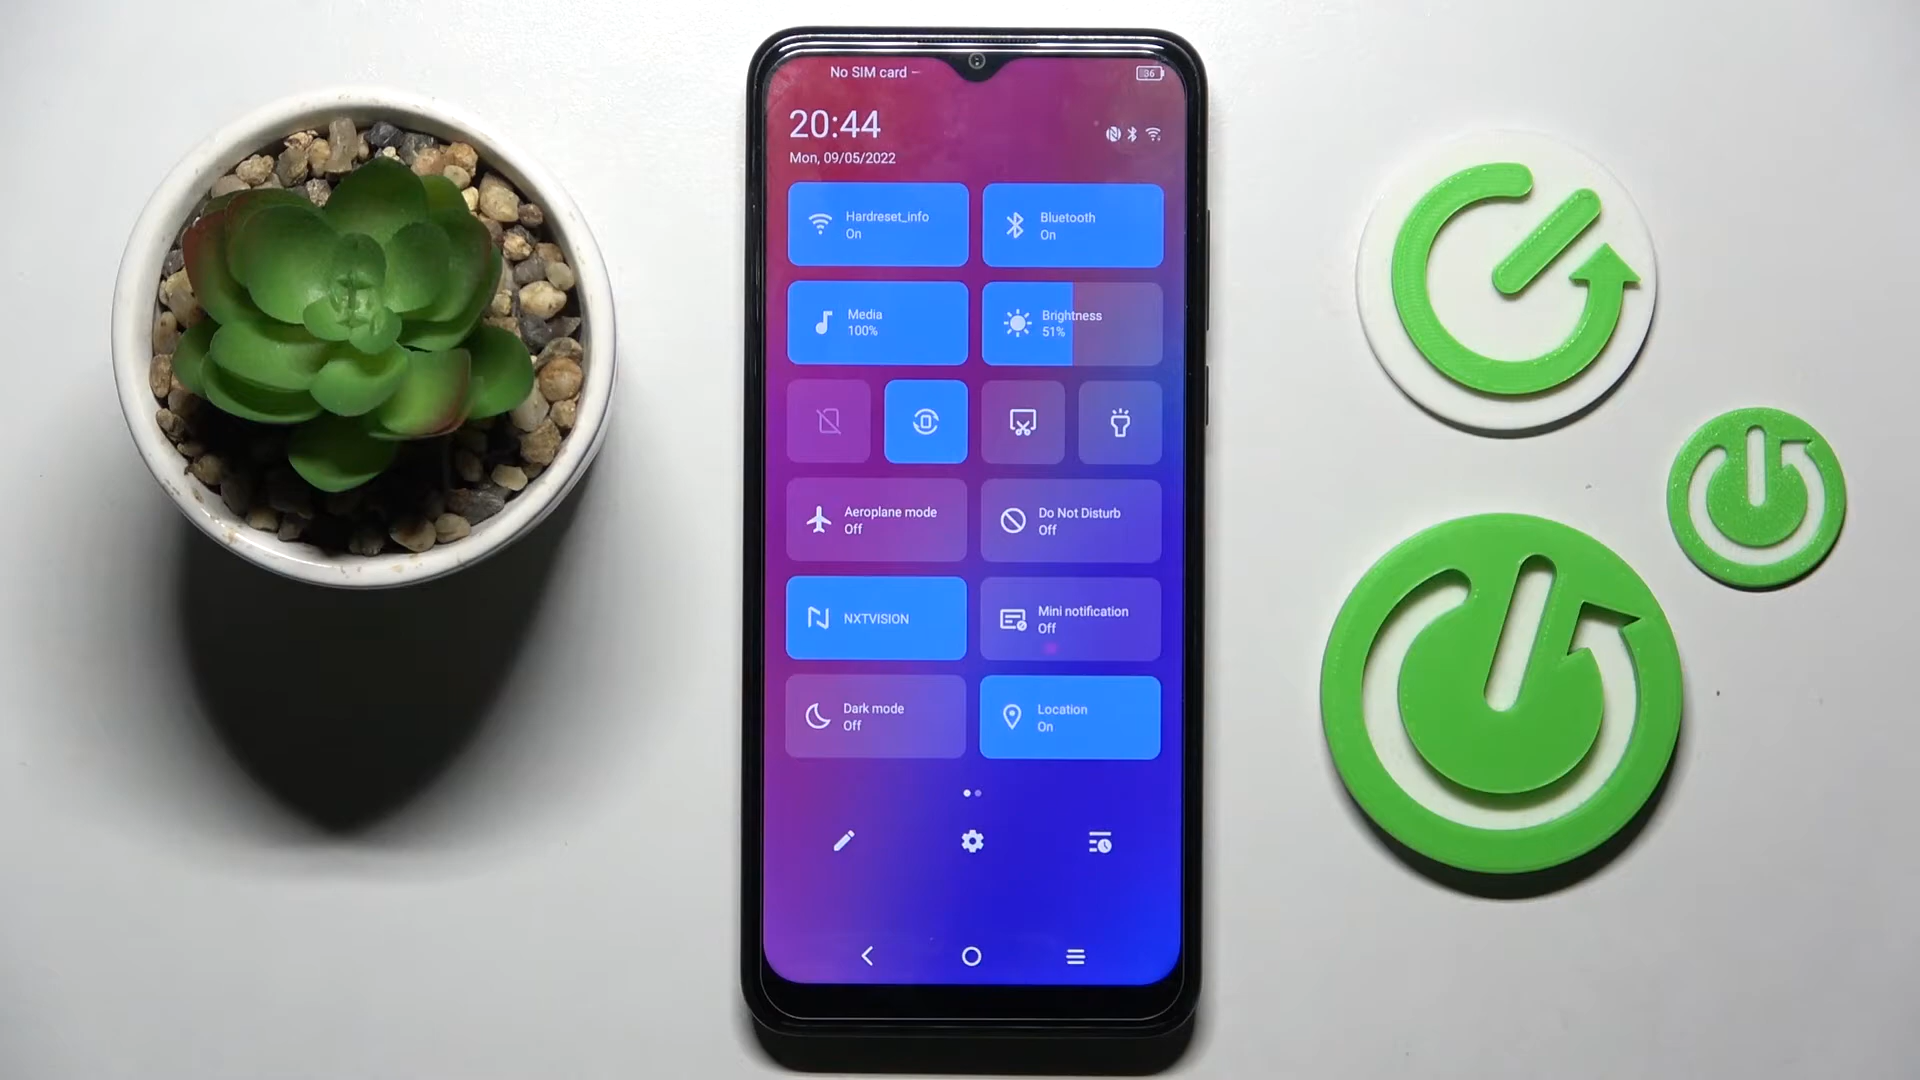 No SIM card
36
20:44
Mon, 09/05/2022
Hardreset_info
On
Bluetooth
On
Media
100%
Brightness
51%
Aeroplane mode
Off
Do Not Disturb
Off
NXTVISION
Mini notification
Off
Dark mode
Off
Location
On